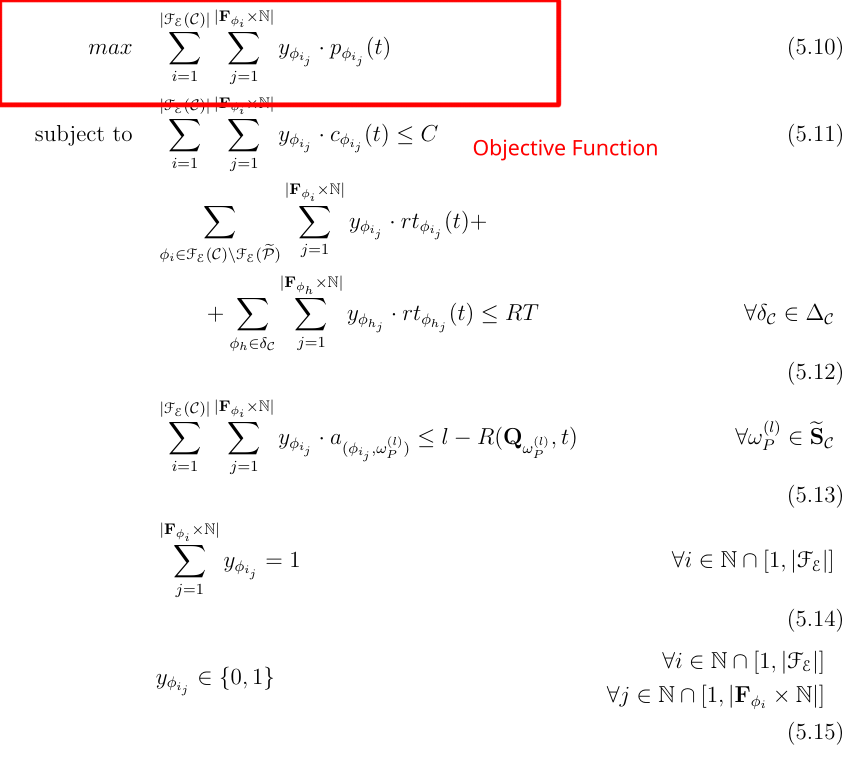 max \sum_{i=1}^{|\mathcal{F}_{\mathcal{E}}(\mathcal{C})|} \sum_{j=1}^{|\mathbf{F}_{\phi_i} \times \mathbb{N}|} y_{\phi_{i_j}} \cdot p_{\phi_{i_j}}(t) (5.10)
subject to \sum_{i=1}^{|\mathcal{F}_{\mathcal{E}}(\mathcal{C})|} \sum_{j=1}^{|\mathbf{F}_{\phi_i} \times \mathbb{N}|} y_{\phi_{i_j}} \cdot c_{\phi_{i_j}}(t) \leq C (5.11)
Objective Function
\sum_{\phi_i \in \mathcal{F}_{\mathcal{E}}(\mathcal{C}) \setminus \mathcal{F}_{\mathcal{E}}(\widetilde{\mathcal{P}})} \sum_{j=1}^{|\mathbf{F}_{\phi_i} \times \mathbb{N}|} y_{\phi_{i_j}} \cdot rt_{\phi_{i_j}}(t) +
+ \sum_{\phi_h \in \delta_{\mathcal{C}}} \sum_{j=1}^{|\mathbf{F}_{\phi_h} \times \mathbb{N}|} y_{\phi_{h_j}} \cdot rt_{\phi_{h_j}}(t) \leq RT \forall \delta_{\mathcal{C}} \in \Delta_{\mathcal{C}}
(5.12)
\sum_{i=1}^{|\mathcal{F}_{\mathcal{E}}(\mathcal{C})|} \sum_{j=1}^{|\mathbf{F}_{\phi_i} \times \mathbb{N}|} y_{\phi_{i_j}} \cdot a_{(\phi_{i_j}, \omega_P^{(l)})} \leq l - R(\mathbf{Q}_{\omega_P^{(l)}}, t) \forall \omega_P^{(l)} \in \widetilde{\mathbf{S}}_{\mathcal{C}}
(5.13)
\sum_{j=1}^{|\mathbf{F}_{\phi_i} \times \mathbb{N}|} y_{\phi_{i_j}} = 1 \forall i \in \mathbb{N} \cap [1, |\mathcal{F}_{\mathcal{E}}|]
(5.14)
y_{\phi_{i_j}} \in \{0, 1\} \forall i \in \mathbb{N} \cap [1, |\mathcal{F}_{\mathcal{E}}|]
\forall j \in \mathbb{N} \cap [1, |\mathbf{F}_{\phi_i} \times \mathbb{N}|]
(5.15)